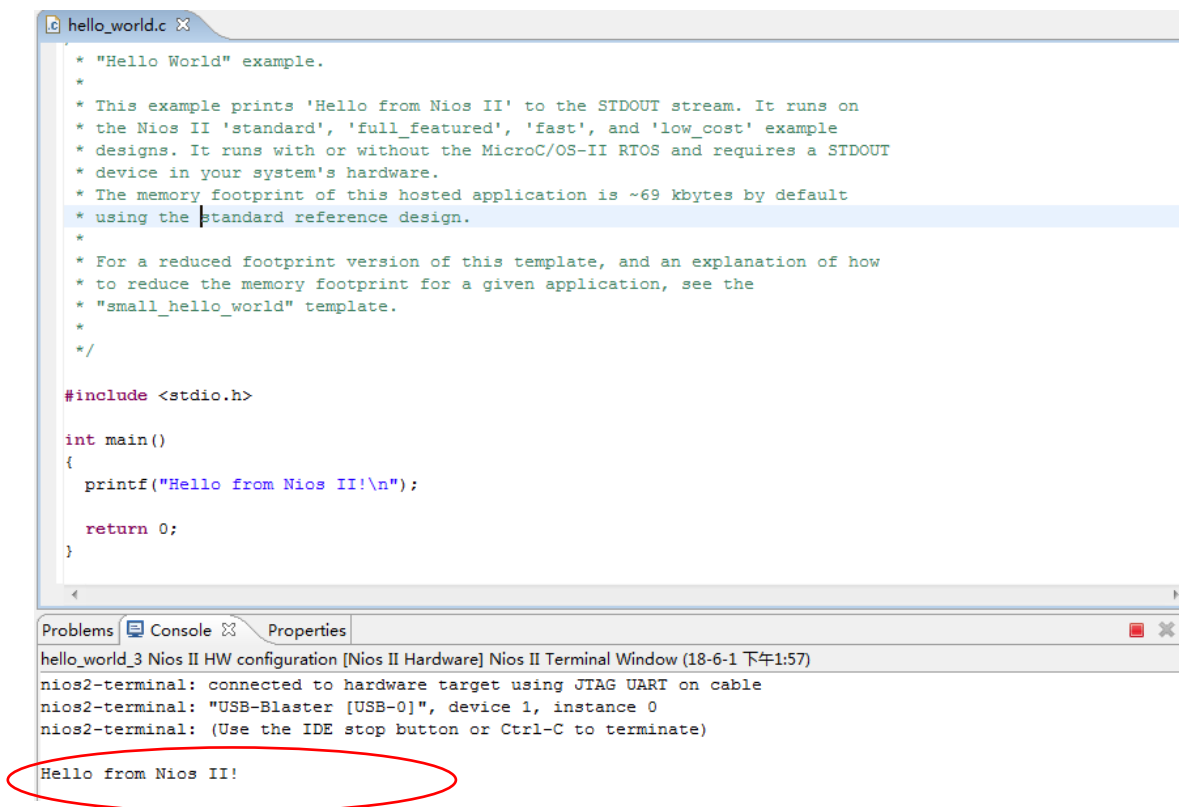 hello_world.c
* "Hello World" example.
*
* This example prints 'Hello from Nios II' to the STDOUT stream. It runs on
* the Nios II 'standard', 'full_featured', 'fast', and 'low_cost' example
* designs. It runs with or without the MicroC/OS-II RTOS and requires a STDOUT
* device in your system's hardware.
* The memory footprint of this hosted application is ~69 kbytes by default
* using the standard reference design.
*
* For a reduced footprint version of this template, and an explanation of how
* to reduce the memory footprint for a given application, see the
* "small_hello_world" template.
*
*/
#include <stdio.h>
int main()
{
printf("Hello from Nios II!\n");
return 0;
}
Problems Console Properties
hello_world_3 Nios II HW configuration [Nios II Hardware] Nios II Terminal Window (18-6-1 下午1:57)
nios2-terminal: connected to hardware target using JTAG UART on cable
nios2-terminal: "USB-Blaster [USB-0]", device 1, instance 0
nios2-terminal: (Use the IDE stop button or Ctrl-C to terminate)
Hello from Nios II!